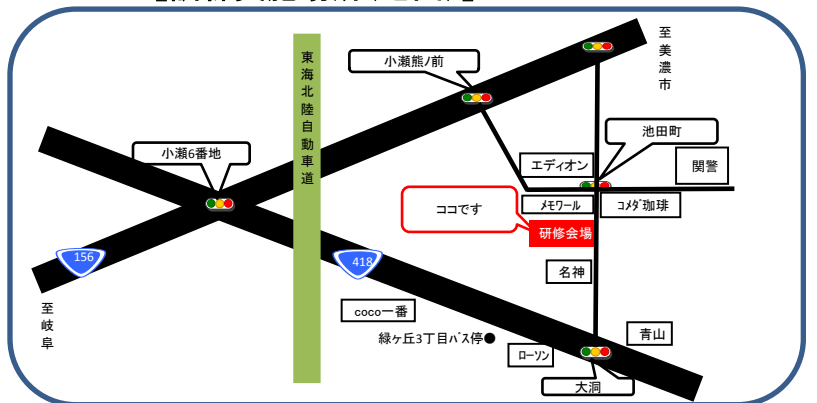 至美濃市
東海北陸自動車道
小瀬熊ノ前
池田町
小瀬6番地
エディオン
関警
ココです
ﾒﾓﾜｰﾙ
ｺﾒﾀﾞ珈琲
研修会場
156
418
名神
至岐阜
coco一番
緑ヶ丘3丁目ﾊﾞｽ停●
青山
ﾛｰｿﾝ
大洞